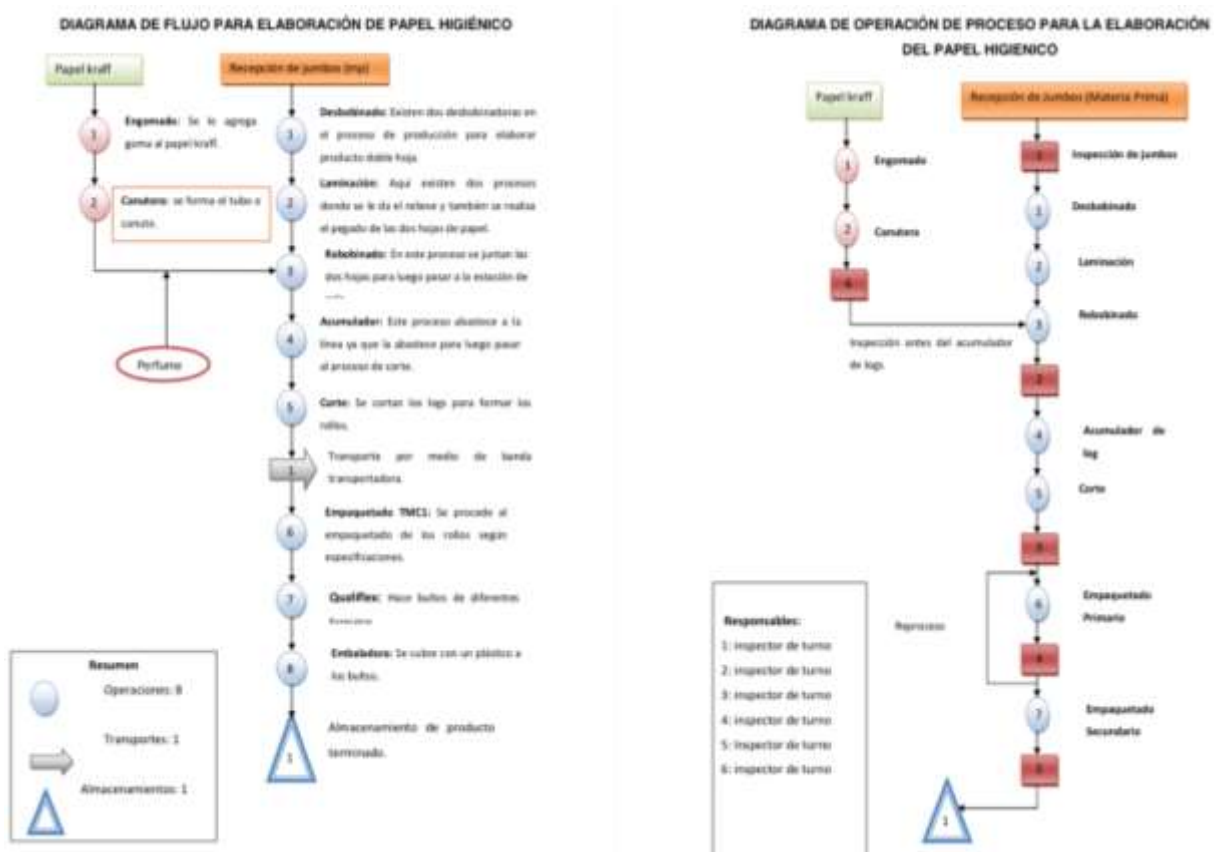 DIAGRAMA DE FLUJO PARA ELABORACIÓN DE PAPEL HIGIÉNICO
Papel kraff
Recepción de jumbos (mp)
1
Engomado: Se le agrega
goma al papel kraff.
2
Canutera: se forma el tubo o
canuto.
Perfume
1
Desbobinado: Existen dos desbobinadoras en
el proceso de producción para elaborar
producto doble hoja.
2
Laminación: Aquí existen dos procesos
donde se le da el relieve y también se realiza
el pegado de las dos hojas de papel.
3
Rebobinado: En este proceso se juntan las
dos hojas para luego pasar a la estación de
4
Acumulador: Este proceso abastece a la
línea ya que la abastece para luego pasar
al proceso de corte.
5
Corte: Se cortan los logs para formar los
rollos.
1
Transporte por medio de banda
transportadora.
6
Empaquetado TMC1: Se procede al
empaquetado de los rollos según
especificaciones.
7
Qualiflex: Hace bultos de diferentes
8
Embaladora: Se cubre con un plástico a
los bultos.
1
Almacenamiento de producto
terminado.
Resumen
Operaciones: 8
Transportes: 1
Almacenamientos: 1
DIAGRAMA DE OPERACIÓN DE PROCESO PARA LA ELABORACIÓN
DEL PAPEL HIGIENICO
Papel kraff
Recepción de Jumbos (Materia Prima)
1
Engomado
2
Canutera
6
1
Inspección de jumbos
1
Desbobinado
2
Laminación
3
Rebobinado
Inspección antes del acumulador
de logs.
2
4
Acumulador de
log
5
Corte
3
6
Empaquetado
Primario
Reproceso
4
7
Empaquetado
Secundario
5
1
Responsables:
1: inspector de turno
2: inspector de turno
3: inspector de turno
4: inspector de turno
5: Inspector de turno
6: inspector de turno